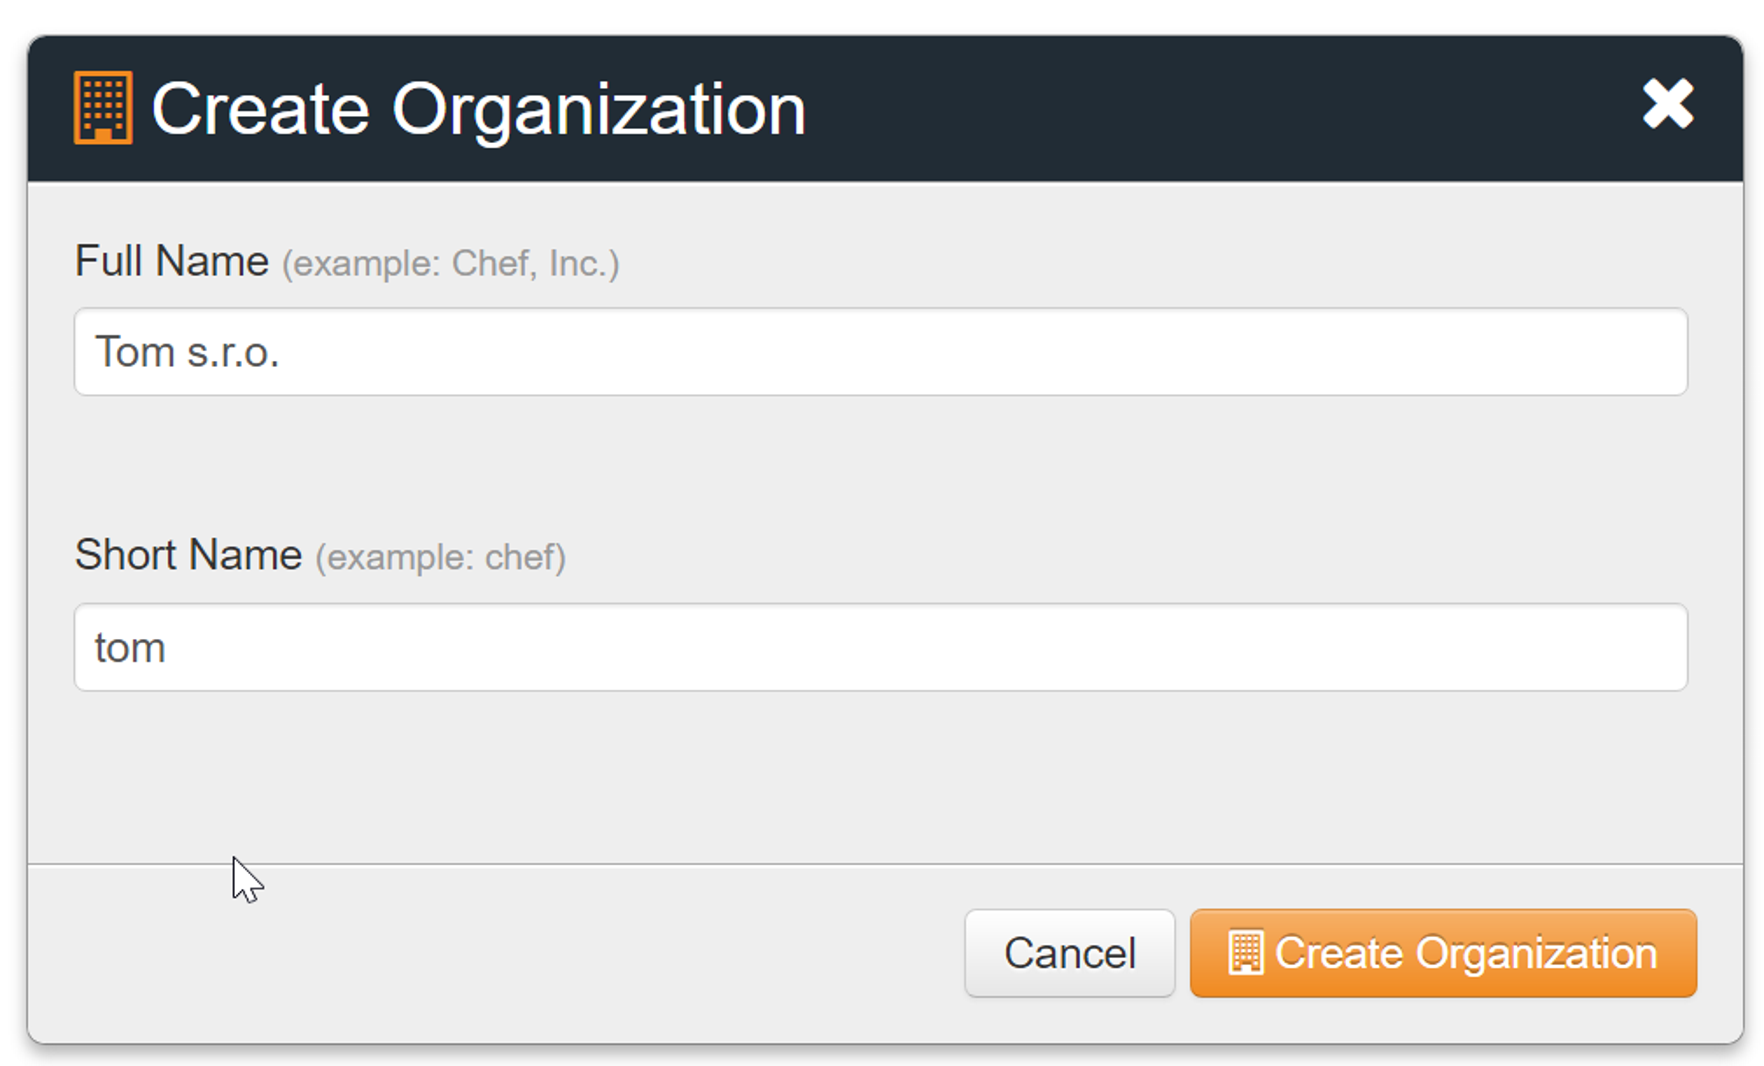 Create Organization
Full Name (example: Chef, Inc.)
Tom s.r.o.
Short Name (example: chef)
tom
Cancel
Create Organization